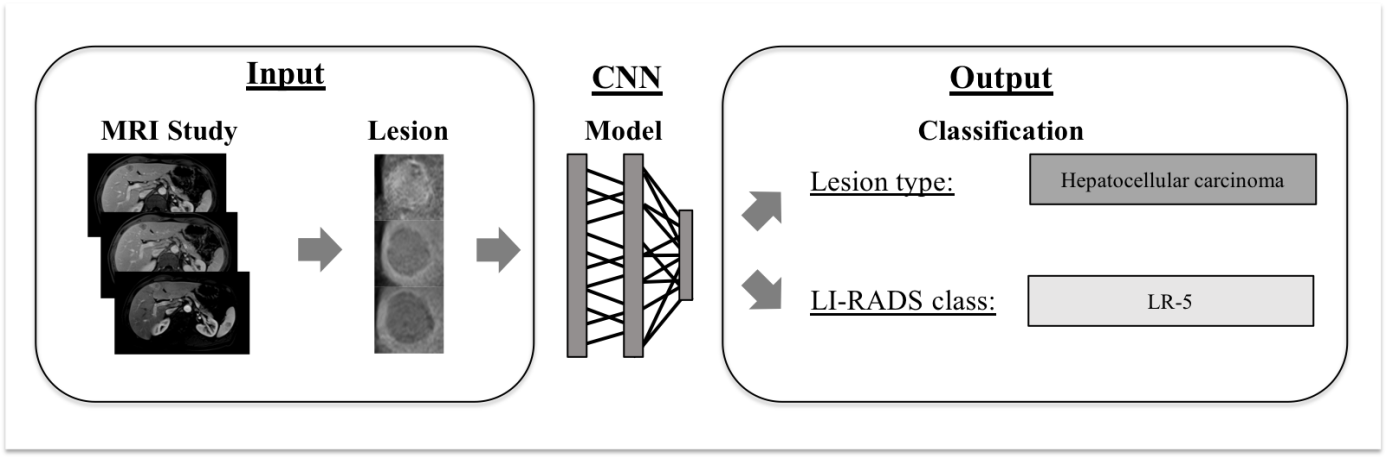 Input
MRI Study
Lesion
CNN
Model
Output
Classification
Lesion type:
Hepatocellular carcinoma
LI-RADS class:
LR-5